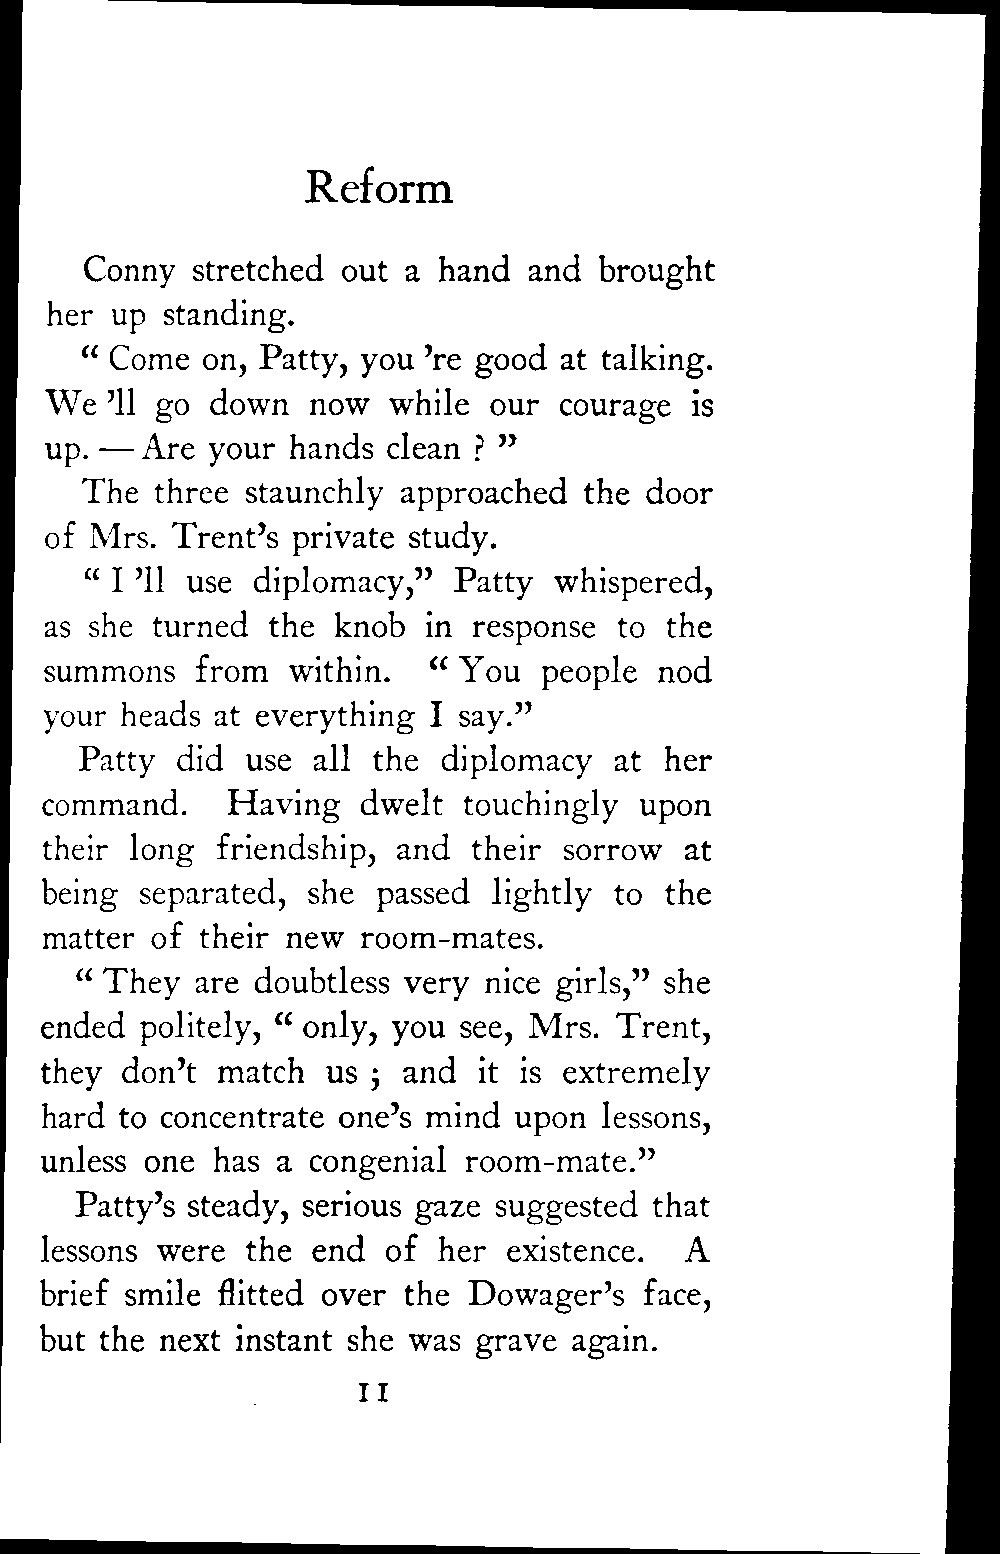 Reform
Conny stretched out a hand and brought
her up standing.
“ Come on, Patty, you ’re good at talking.
We ’ll go down now while our courage is
up. — Are your hands clean ? ”
The three staunchly approached the door
of Mrs. Trent’s private study.
“ I ’ll use diplomacy,” Patty whispered,
as she turned the knob in response to the
summons from within. “ You people nod
your heads at everything I say.”
Patty did use all the diplomacy at her
command. Having dwelt touchingly upon
their long friendship, and their sorrow at
being separated, she passed lightly to the
matter of their new room-mates.
“ They are doubtless very nice girls,” she
ended politely, “ only, you see, Mrs. Trent,
they don’t match us ; and it is extremely
hard to concentrate one’s mind upon lessons,
unless one has a congenial room-mate.”
Patty’s steady, serious gaze suggested that
lessons were the end of her existence. A
brief smile flitted over the Dowager’s face,
but the next instant she was grave again.
11